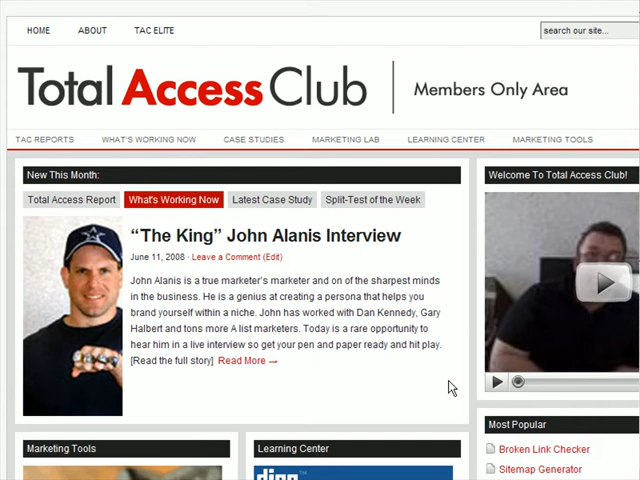 HOME ABOUT TAC ELITE search our site...
Total Access Club Members Only Area
TAC REPORTS WHAT'S WORKING NOW CASE STUDIES MARKETING LAB LEARNING CENTER MARKETING TOOLS
New This Month:
Total Access Report What's Working Now Latest Case Study Split-Test of the Week
“The King” John Alanis Interview
June 11, 2008 · Leave a Comment (Edit)
John Alanis is a true marketer's marketer and on of the sharpest minds
in the business. He is a genius at creating a persona that helps you
brand yourself within a niche. John has worked with Dan Kennedy, Gary
Halbert and tons more A list marketers. Today is a rare opportunity to
hear him in a live interview so get your pen and paper ready and hit play.
[Read the full story] Read More →
Welcome To Total Access Club!
Most Popular
Broken Link Checker
Sitemap Generator
Marketing Tools
Learning Center